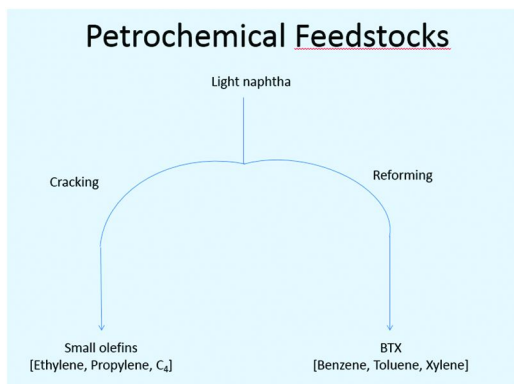 Petrochemical Feedstocks
Light naphtha
Cracking
Reforming
Small olefins
[Ethylene, Propylene, C₄]
BTX
[Benzene, Toluene, Xylene]